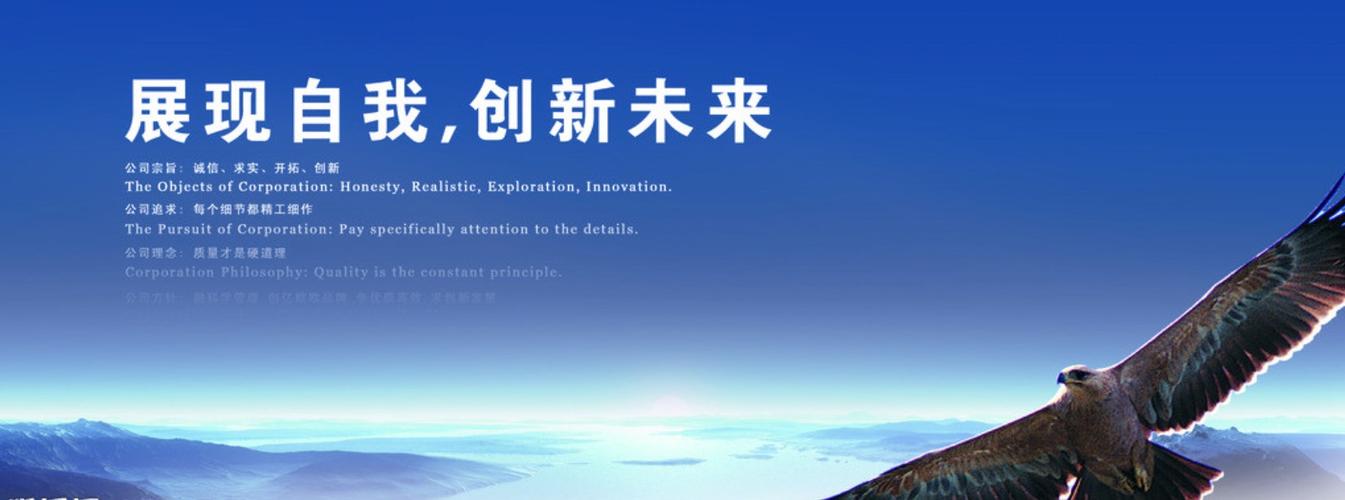 展现自我,创新未来
公司宗旨：诚信、求实、开拓、创新
The Objects of Corporation: Honesty, Realistic, Exploration, Innovation.
公司追求：每个细节都精工细作
The Pursuit of Corporation: Pay specifically attention to the details.
公司理念：质量才是硬道理
Corporation Philosophy: Quality is the constant principle.
公司方针：